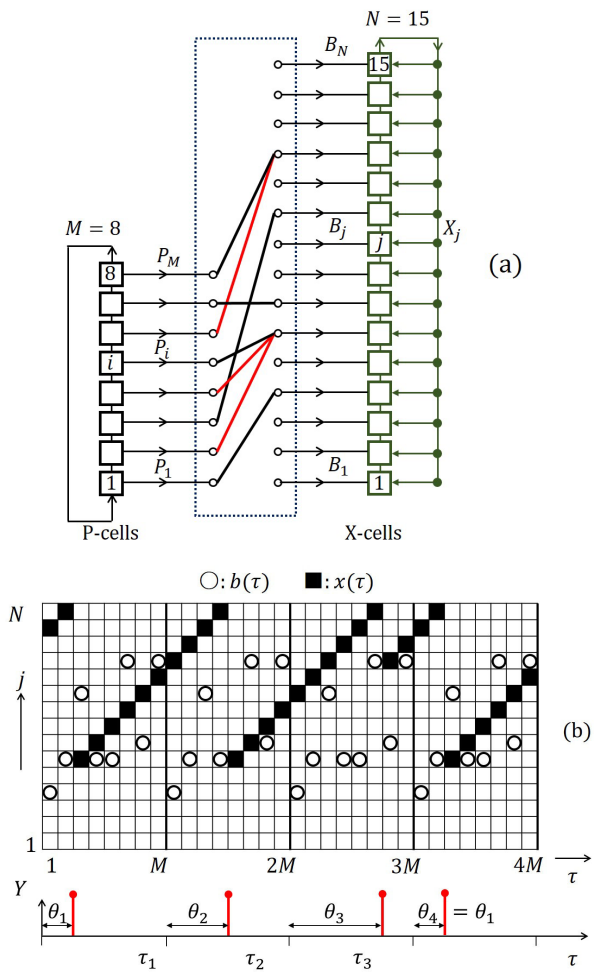 N = 15
B_N
15
M = 8
P_M
B_j
j
X_j
(a)
8
P_i
i
P_1
B_1
1
1
P-cells
X-cells
○: b(τ) ■: x(τ)
N
j
(b)
1
1 M 2M 3M 4M τ
Y
θ_1 θ_2 θ_3 θ_4 = θ_1
τ_1 τ_2 τ_3 τ